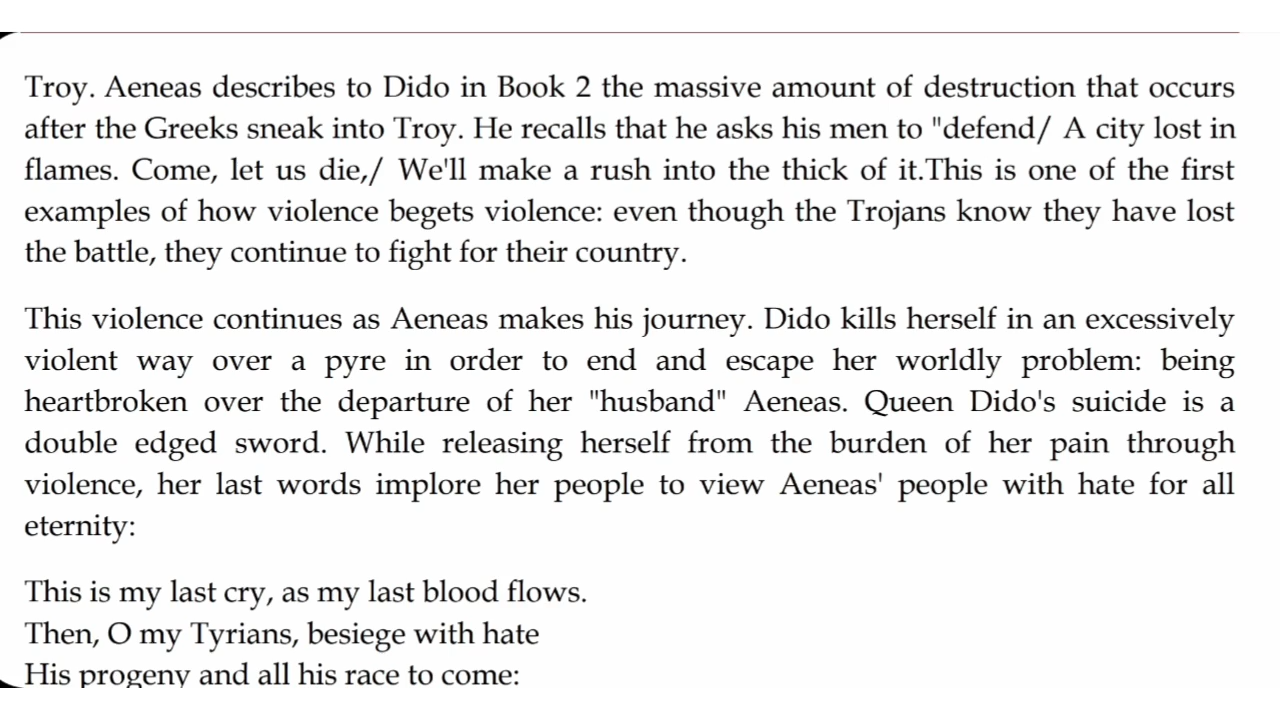 Troy. Aeneas describes to Dido in Book 2 the massive amount of destruction that occurs
after the Greeks sneak into Troy. He recalls that he asks his men to "defend/ A city lost in
flames. Come, let us die,/ We'll make a rush into the thick of it.This is one of the first
examples of how violence begets violence: even though the Trojans know they have lost
the battle, they continue to fight for their country.
This violence continues as Aeneas makes his journey. Dido kills herself in an excessively
violent way over a pyre in order to end and escape her worldly problem: being
heartbroken over the departure of her "husband" Aeneas. Queen Dido's suicide is a
double edged sword. While releasing herself from the burden of her pain through
violence, her last words implore her people to view Aeneas' people with hate for all
eternity:
This is my last cry, as my last blood flows.
Then, O my Tyrians, besiege with hate
His progeny and all his race to come: